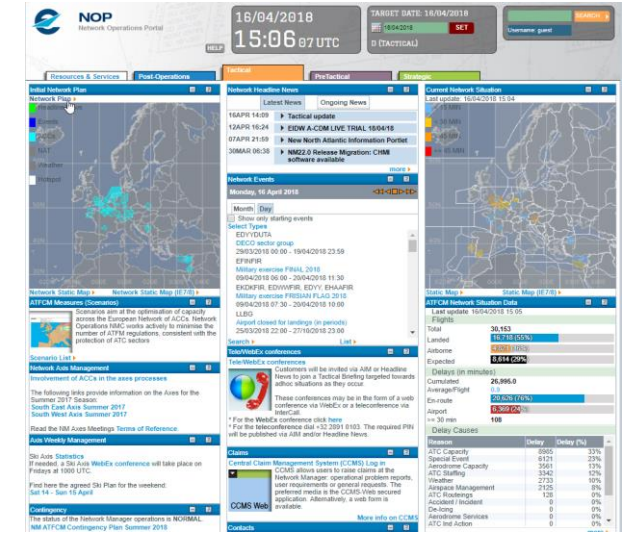 NOP
Network Operations Portal
HELP
16/04/2018
15:06 07 UTC
TARGET DATE: 16/04/2018
16/04/2018
SET
D (TACTICAL)
SEARCH
Username: guest
Resources & Services
Post-Operations
Tactical
PreTactical
Strategic
Initial Network Plan
Network Plan
Events
NAT
Weather
Hotspot
Network Static Map
Network Static Map (IE7/8)
ATFCM Measures (Scenarios)
Scenarios aim at the optimisation of capacity
across the European Network of ACCs. Network
Operations NMC works actively to minimise the
number of ATFM regulations, consistent with the
protection of ATC sectors
Scenario List
Network Axis Management
Involvement of ACCs in the axes processes
The following links provide information on the Axes for the
Summer 2017 Season:
South East Axis Summer 2017
South West Axis Summer 2017
Read the NM Axes Meetings Terms of Reference.
Axis Weekly Management
Ski Axis Statistics
If needed, a Ski Axis WebEx conference will take place on
Fridays at 1000 UTC.
Find here the agreed Ski Plan for the weekend:
Sat 14 - Sun 15 April
Contingency
The status of the Network Manager operations is NORMAL.
NM ATFCM Contingency Plan Summer 2018
Network Headline News
Latest News
Ongoing News
16APR 14:09 Tactical update
12APR 16:24 EIDW A-CDM LIVE TRIAL 18/04/18
07APR 21:59 New North Atlantic Information Portlet
30MAR 06:38 NM22.0 Release Migration: CHMI
software available
more
Network Events
Monday, 16 April 2018
Month Day
Show only starting events
Select Types
EDYYDUTA
DECO sector group
29/03/2018 00:00 - 19/04/2018 23:59
EFINFIR
Military exercise FINAL 2018
09/04/2018 06:00 - 20/04/2018 11:30
EKDKFIR, EDWWFIR, EDYY, EHAAFIR
Military exercise FRISIAN FLAG 2018
09/04/2018 07:30 - 20/04/2018 10:00
LLBG
Airport closed for landings (in periods)
25/03/2018 22:00 - 27/10/2018 23:00
Search
List
Tele/WebEx conferences
Tele/WebEx conferences
Customers will be invited via AIM or Headline
News to join a Tactical Briefing targeted towards
adhoc situations as they occur.
These conferences may be in the form of a web
conference via WebEx or a teleconference via
InterCall.
* For the WebEx conference click here
* For the teleconference dial +32 2891 0183. The required PIN
will be published via AIM and/or Headline News.
Claims
Central Claim Management System (CCMS) Log in
CCMS allows users to raise claims at the
Network Manager: operational problem reports,
user requirements or general requests. The
preferred media is the CCMS-Web secured
application. Alternatively, a web form is
available.
CCMS Web
More info on CCMS
Contacts
Current Network Situation
Last update: 16/04/2018 15:04
Static Map
Static Map (IE7/8)
ATFCM Network Situation Data
Last update 16/04/2018 15:05
Flights
Total 30,153
Landed 16,718 (55%)
Airborne
Expected 8,614 (29%)
Delays (in minutes)
Cumulated 26,995.0
Average/Flight 0.9
En-route 20,626 (76%)
Airport 6,369 (24%)
>= 30 min 108
Delay Causes
Reason Delay Delay (%)
ATC Capacity 8985 33%
Special Event 6121 23%
Aerodrome Capacity 3561 13%
ATC Staffing 3342 12%
Weather 2733 10%
Airspace Management 2125 8%
ATC Routeings 128 0%
Accident / Incident 0 0%
De-Icing 0 0%
Aerodrome Services 0 0%
ATC Ind Action 0 0%